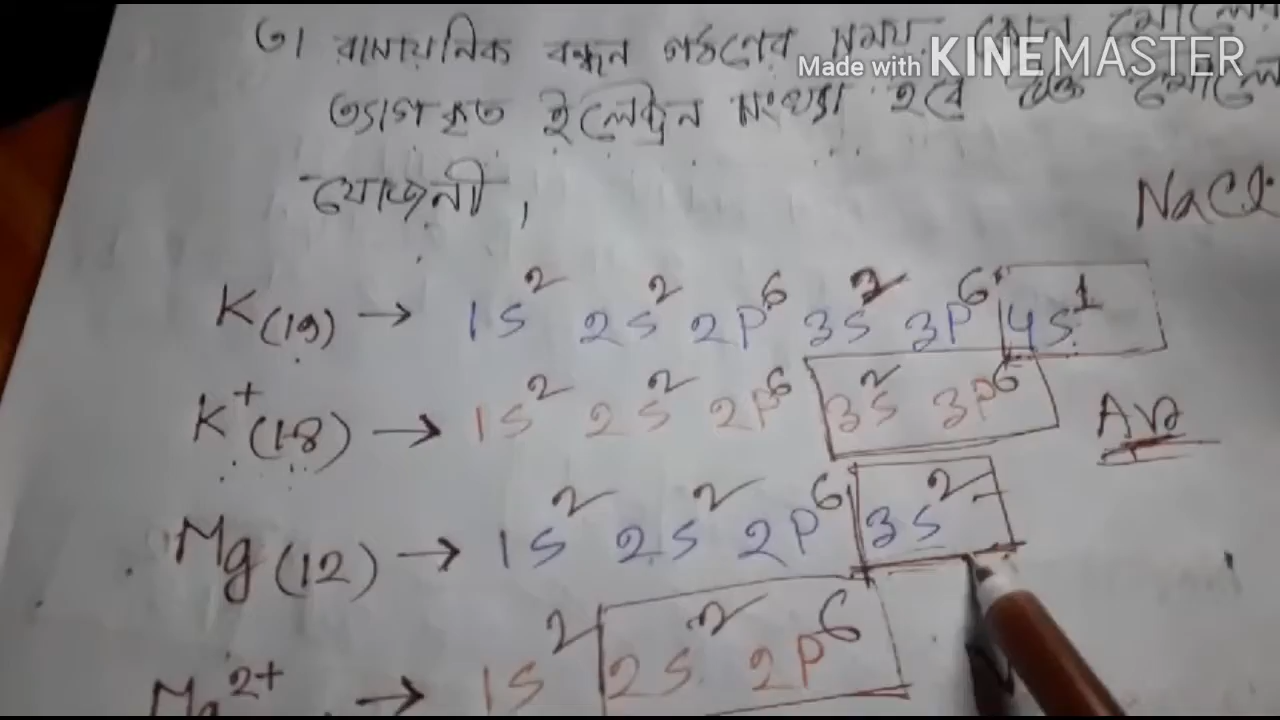 ৩। রাসায়নিক বন্ধন গঠনের সময় কোন মৌলের
Made with KINEMASTER
ত্যাগকৃত ইলেকট্রন সংখ্যা হবে ঐ মৌলের
যোজনী,
NaCl
K(19) → 1s² 2s² 2p⁶ 3s² 3p⁶ 4s¹
K⁺(18) → 1s² 2s² 2p⁶ 3s² 3p⁶
Mg(12) → 1s² 2s² 2p⁶ 3s²
Mg²⁺ → 1s² 2s² 2p⁶